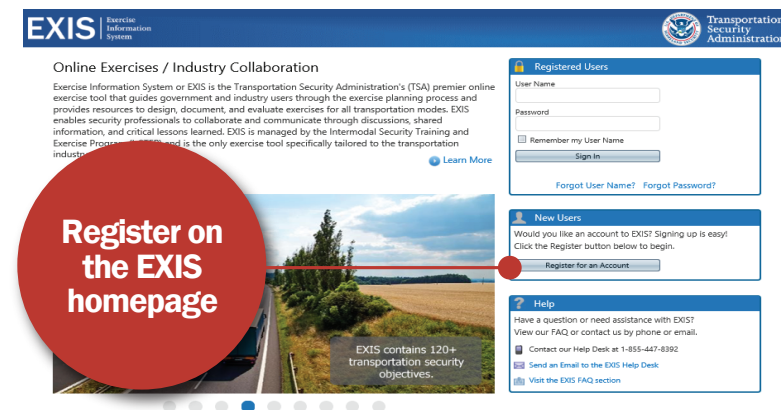 EXIS
Exercise
Information
System
Transportation
Security
Administration
Online Exercises / Industry Collaboration
Exercise Information System or EXIS is the Transportation Security Administration's (TSA) premier online
exercise tool that guides government and industry users through the exercise planning process and
provides resources to design, document, and evaluate exercises for all transportation modes. EXIS
enables security professionals to collaborate and communicate through discussions, shared
information, and critical lessons learned. EXIS is managed by the Intermodal Security Training and
Exercise and is the only exercise tool specifically tailored to the transportation
Learn More
Register on
the EXIS
homepage
EXIS contains 120+
transportation security
objectives.
Registered Users
User Name
Password
Remember my User Name
Sign In
Forgot User Name? Forgot Password?
New Users
Would you like an account to EXIS? Signing up is easy!
Click the Register button below to begin.
Register for an Account
Help
Have a question or need assistance with EXIS?
View our FAQ or contact us by phone or email.
Contact our Help Desk at 1-855-447-8392
Send an Email to the EXIS Help Desk
Visit the EXIS FAQ section